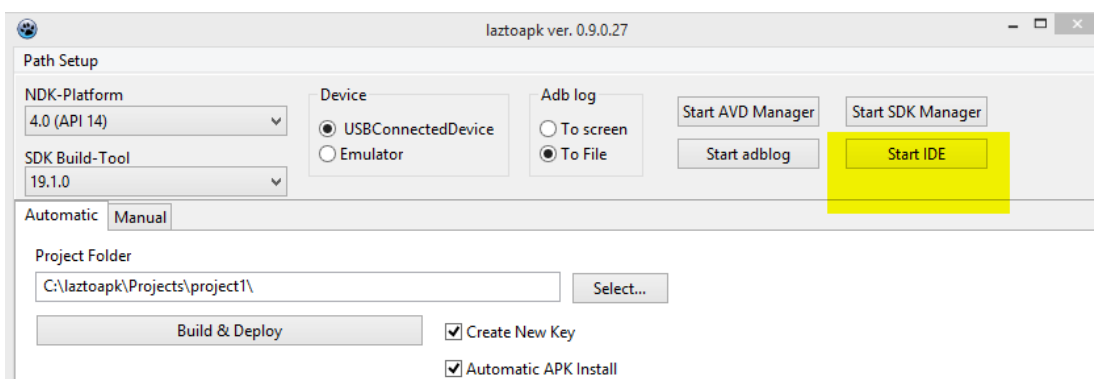 laztoapk ver. 0.9.0.27
Path Setup
NDK-Platform
4.0 (API 14)
SDK Build-Tool
19.1.0
Device
USBConnectedDevice
Emulator
Adb log
To screen
To File
Start AVD Manager
Start SDK Manager
Start adblog
Start IDE
Automatic
Manual
Project Folder
C:\laztoapk\Projects\project1\
Select...
Build & Deploy
Create New Key
Automatic APK Install